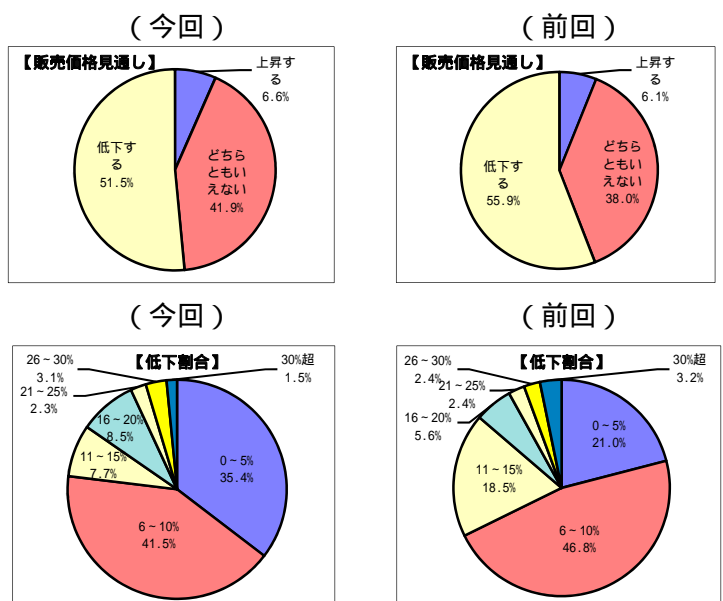 (今回)
(前回)
【販売価格見通し】
上昇す
る
6.6%
どちら
ともい
えない
41.9%
低下す
る
51.5%
【販売価格見通し】
上昇す
る
6.1%
どちら
ともい
えない
38.0%
低下す
る
55.9%
(今回)
(前回)
【低下割合】
30%超
1.5%
0~5%
35.4%
6~10%
41.5%
11~15%
7.7%
16~20%
8.5%
21~25%
2.3%
26~30%
3.1%
【低下割合】
30%超
3.2%
0~5%
21.0%
6~10%
46.8%
11~15%
18.5%
16~20%
5.6%
21~25%
2.4%
26~30%
2.4%